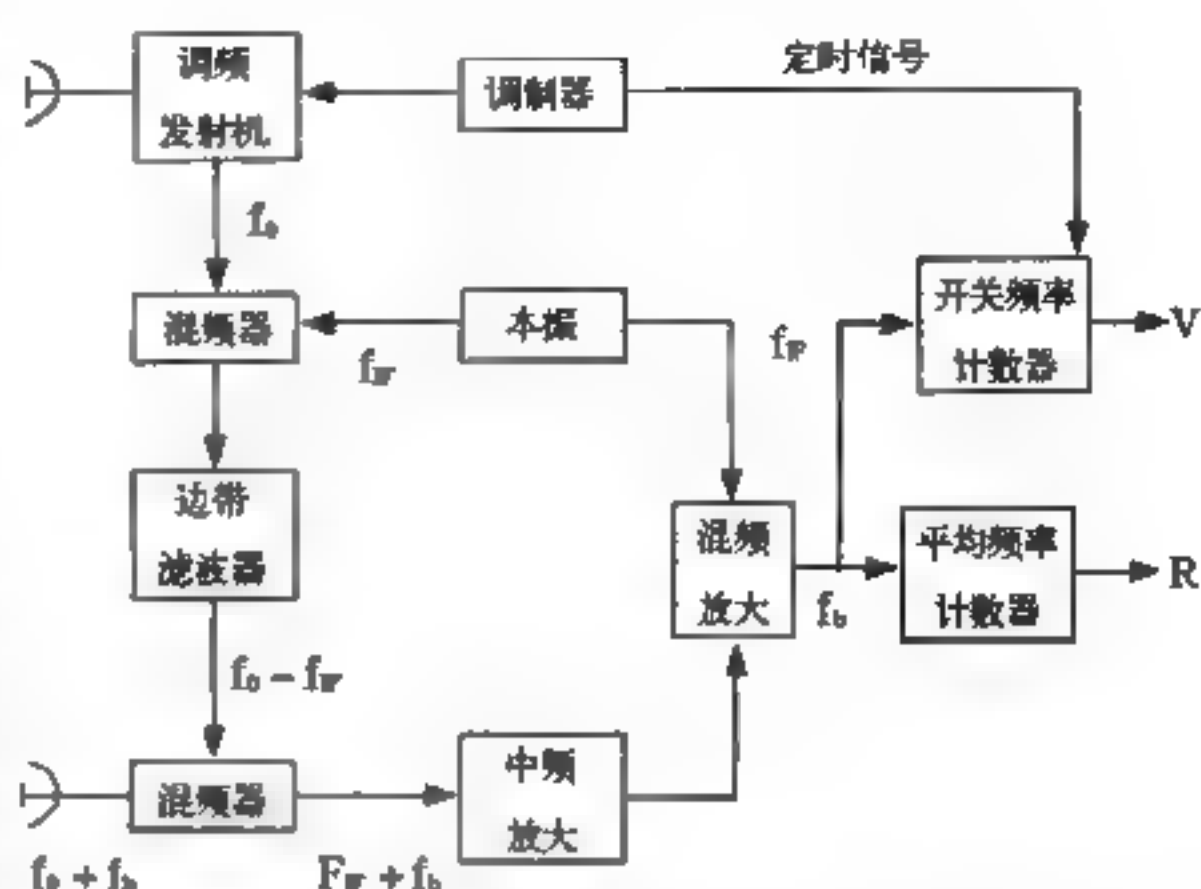 调频
发射机
调制器
定时信号
f₀
混频器
本振
f_IF
f_IF
开关频率
计数器
V
边带
滤波器
混频
放大
f_b
平均频率
计数器
R
f₀ - f_IF
混频器
中频
放大
f₀ + f_b
F_IF + f_b